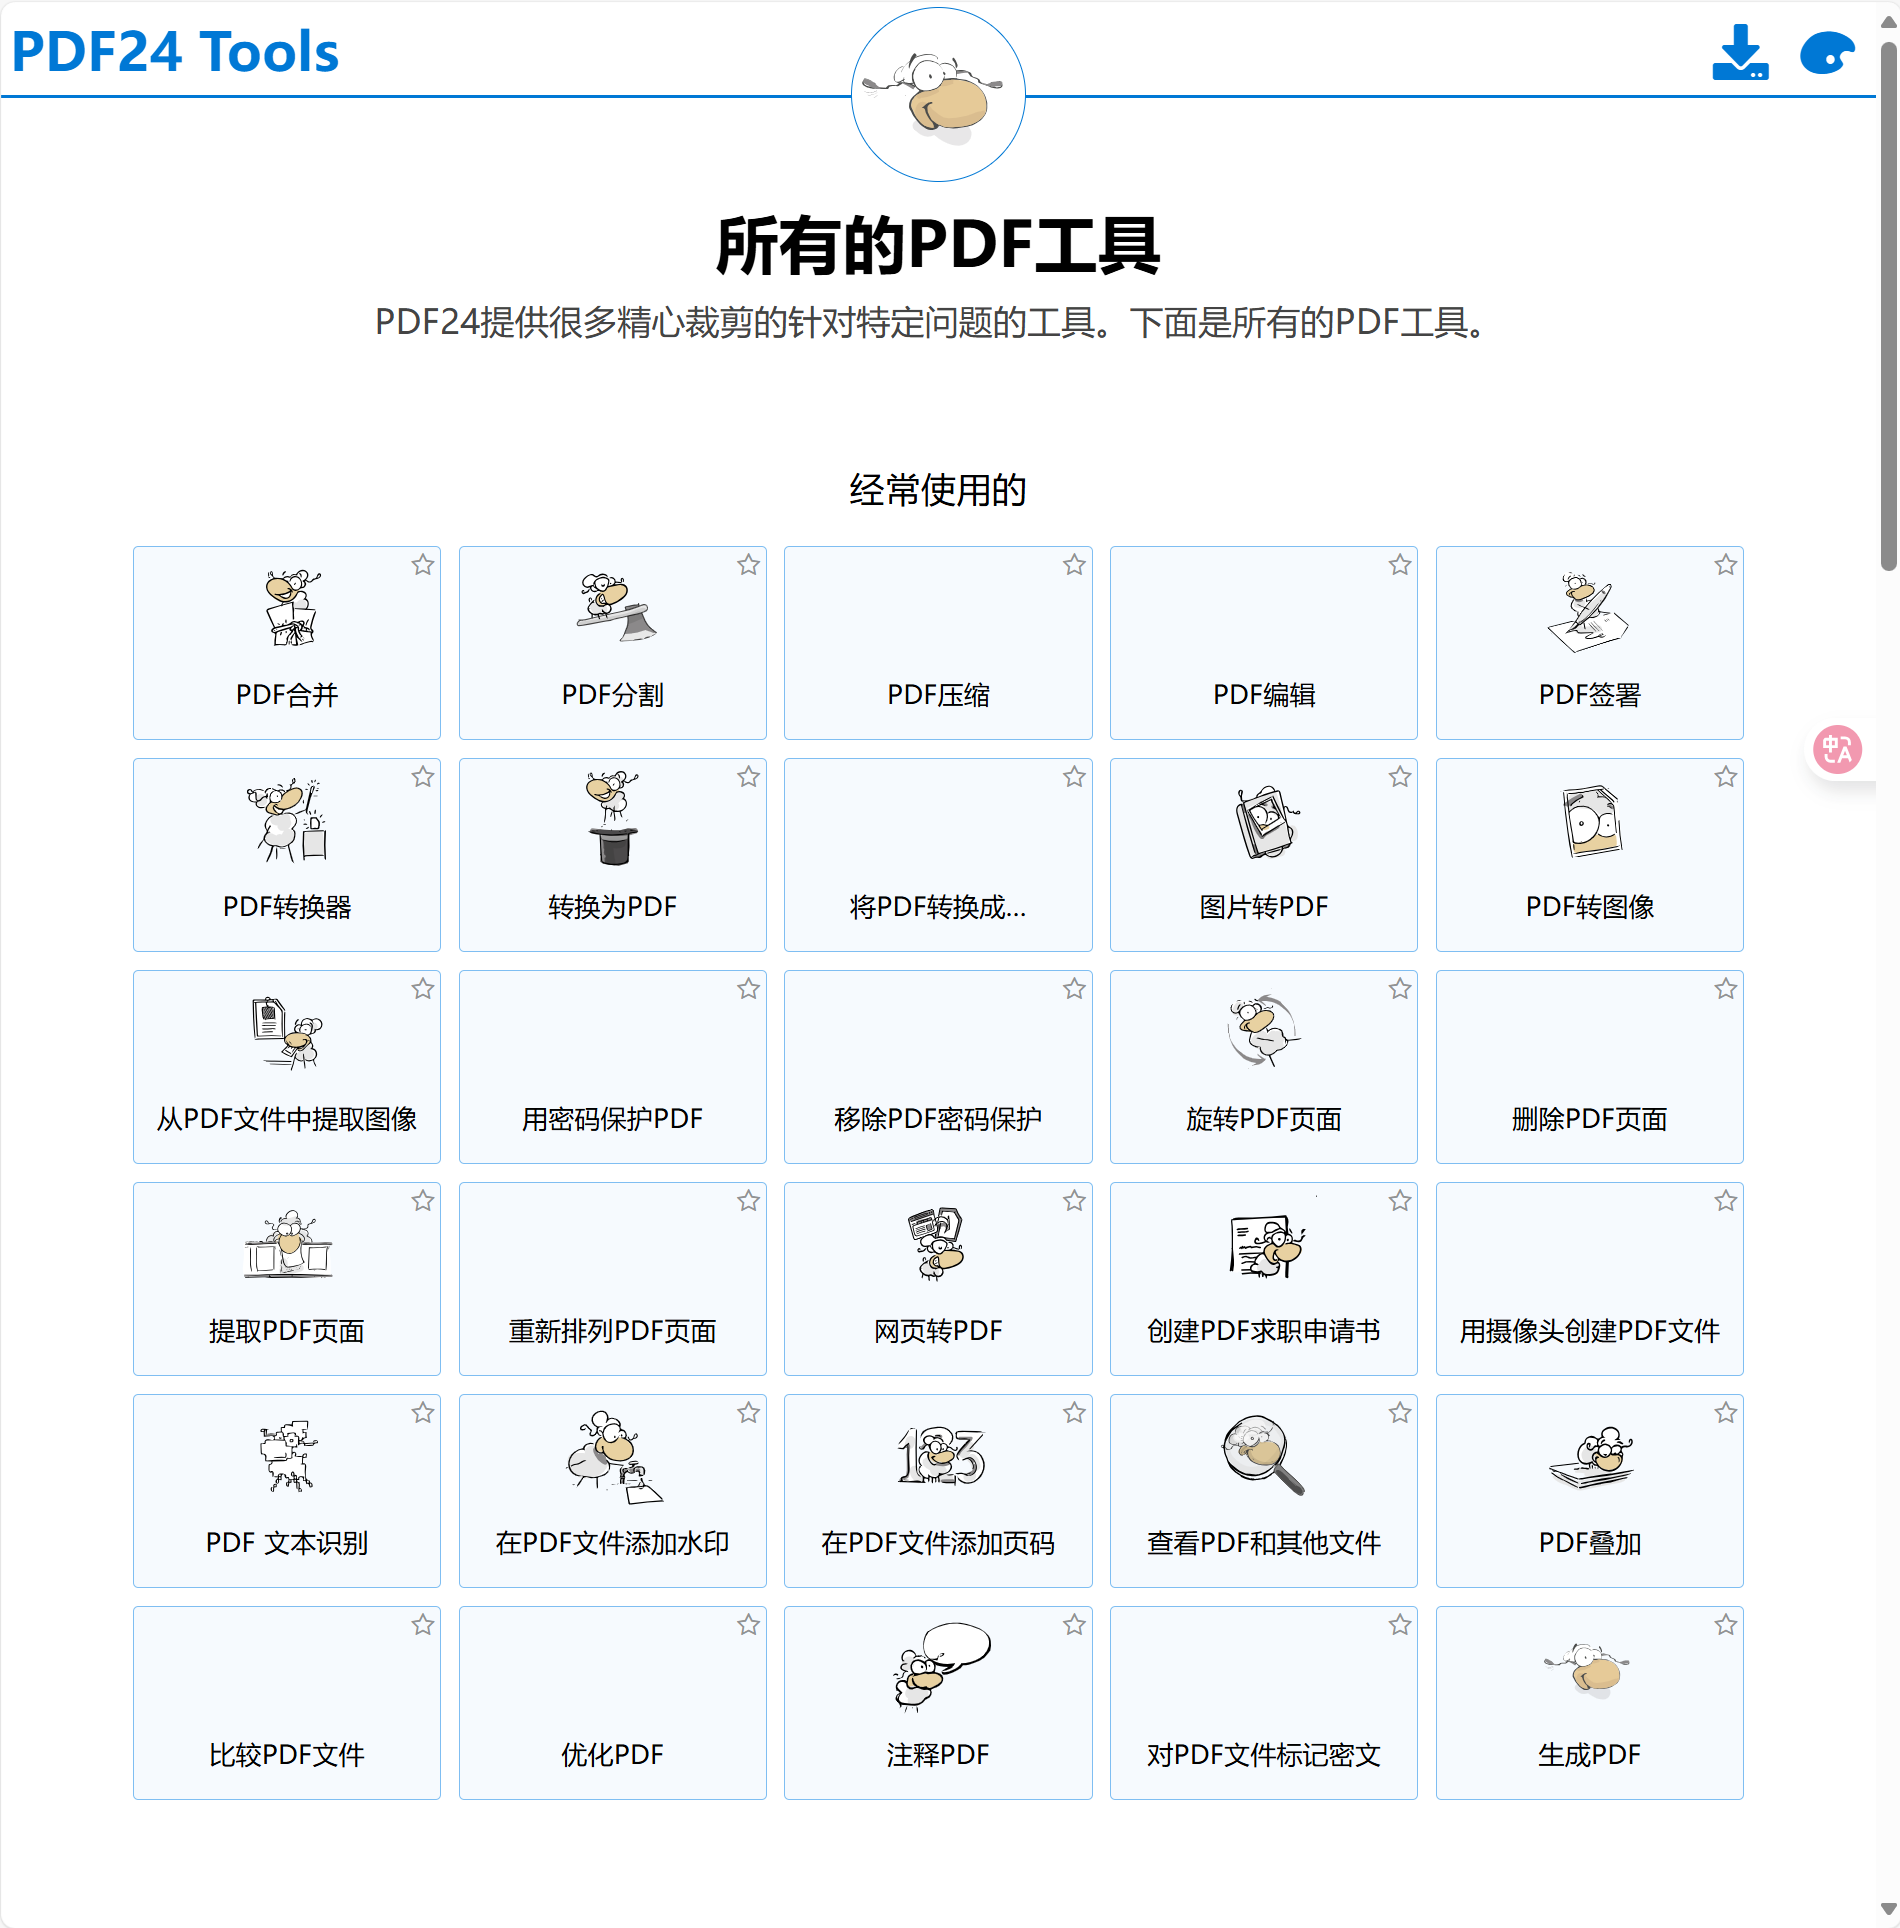 PDF24 Tools
所有的PDF工具
PDF24提供很多精心裁剪的针对特定问题的工具。下面是所有的PDF工具。
经常使用的
PDF合并
PDF分割
PDF压缩
PDF编辑
PDF签署
PDF转换器
转换为PDF
将PDF转换成...
图片转PDF
PDF转图像
从PDF文件中提取图像
用密码保护PDF
移除PDF密码保护
旋转PDF页面
删除PDF页面
提取PDF页面
重新排列PDF页面
网页转PDF
创建PDF求职申请书
用摄像头创建PDF文件
PDF 文本识别
在PDF文件添加水印
123
在PDF文件添加页码
查看PDF和其他文件
PDF叠加
比较PDF文件
优化PDF
注释PDF
对PDF文件标记密文
生成PDF
中A